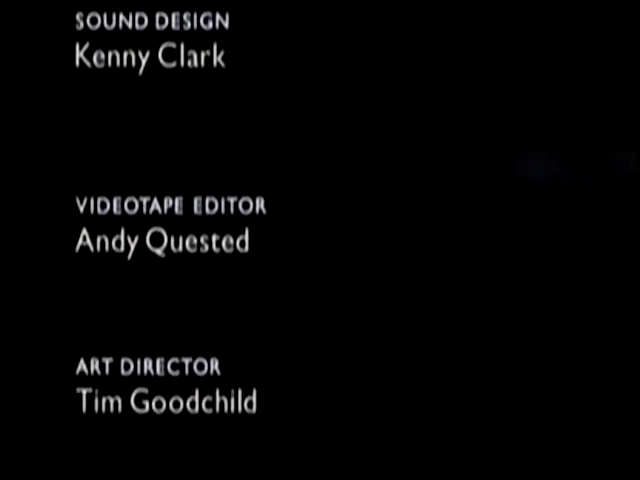 SOUND DESIGN
Kenny Clark
VIDEOTAPE EDITOR
Andy Quested
ART DIRECTOR
Tim Goodchild